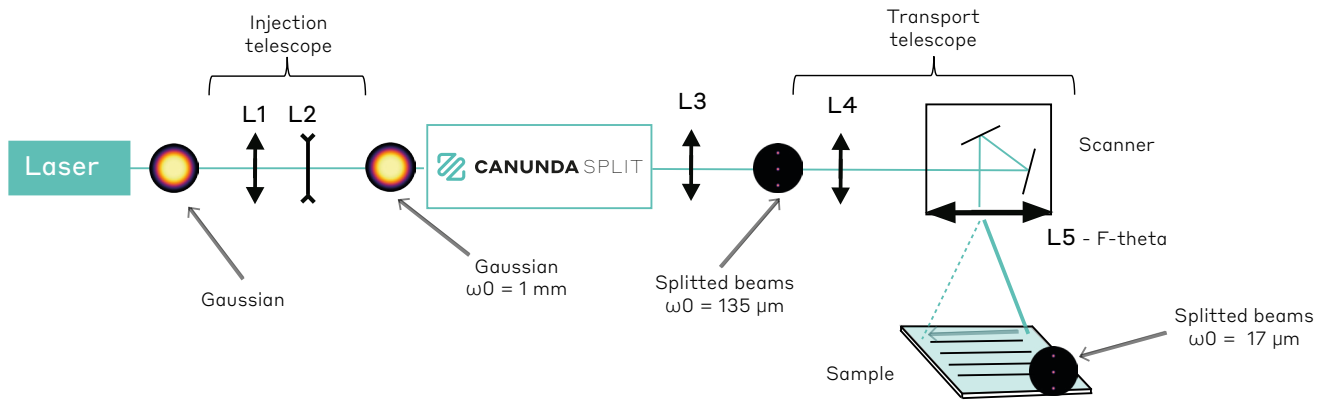 Injection
telescope
Transport
telescope
L1
L2
L3
L4
Laser
CANUNDA SPLIT
Scanner
L5 - F-theta
Gaussian
Gaussian
ω0 = 1 mm
Splitted beams
ω0 = 135 µm
Splitted beams
ω0 = 17 µm
Sample